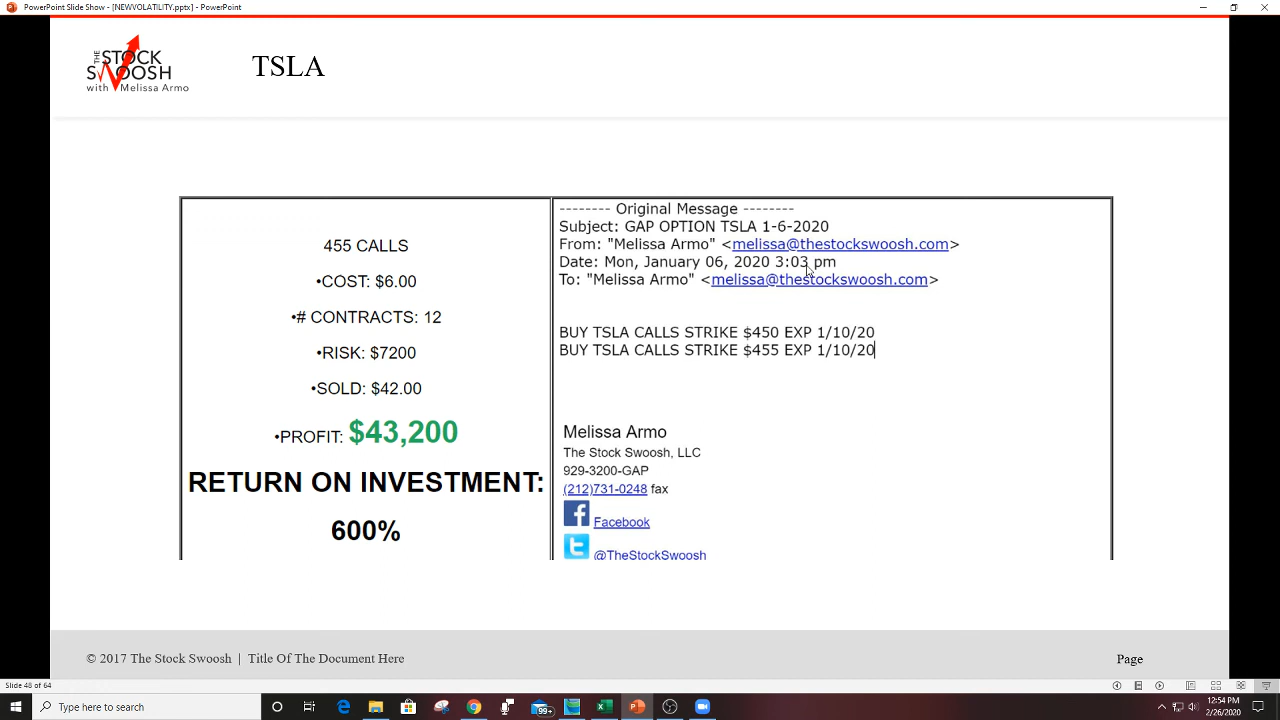 PowerPoint Slide Show - [NEWVOLATILITY.pptx] - PowerPoint
THE STOCK
SWOOSH
with Melissa Armo
TSLA
455 CALLS
•COST: $6.00
•# CONTRACTS: 12
•RISK: $7200
•SOLD: $42.00
•PROFIT: $43,200
RETURN ON INVESTMENT:
600%
-------- Original Message --------
Subject: GAP OPTION TSLA 1-6-2020
From: "Melissa Armo" <melissa@thestockswoosh.com>
Date: Mon, January 06, 2020 3:03 pm
To: "Melissa Armo" <melissa@thestockswoosh.com>
BUY TSLA CALLS STRIKE $450 EXP 1/10/20
BUY TSLA CALLS STRIKE $455 EXP 1/10/20
Melissa Armo
The Stock Swoosh, LLC
929-3200-GAP
(212)731-0248 fax
Facebook
@TheStockSwoosh
© 2017 The Stock Swoosh | Title Of The Document Here
Page
Slide 48 of 64
Type here to search
99+
12:54 PM
2/26/2020